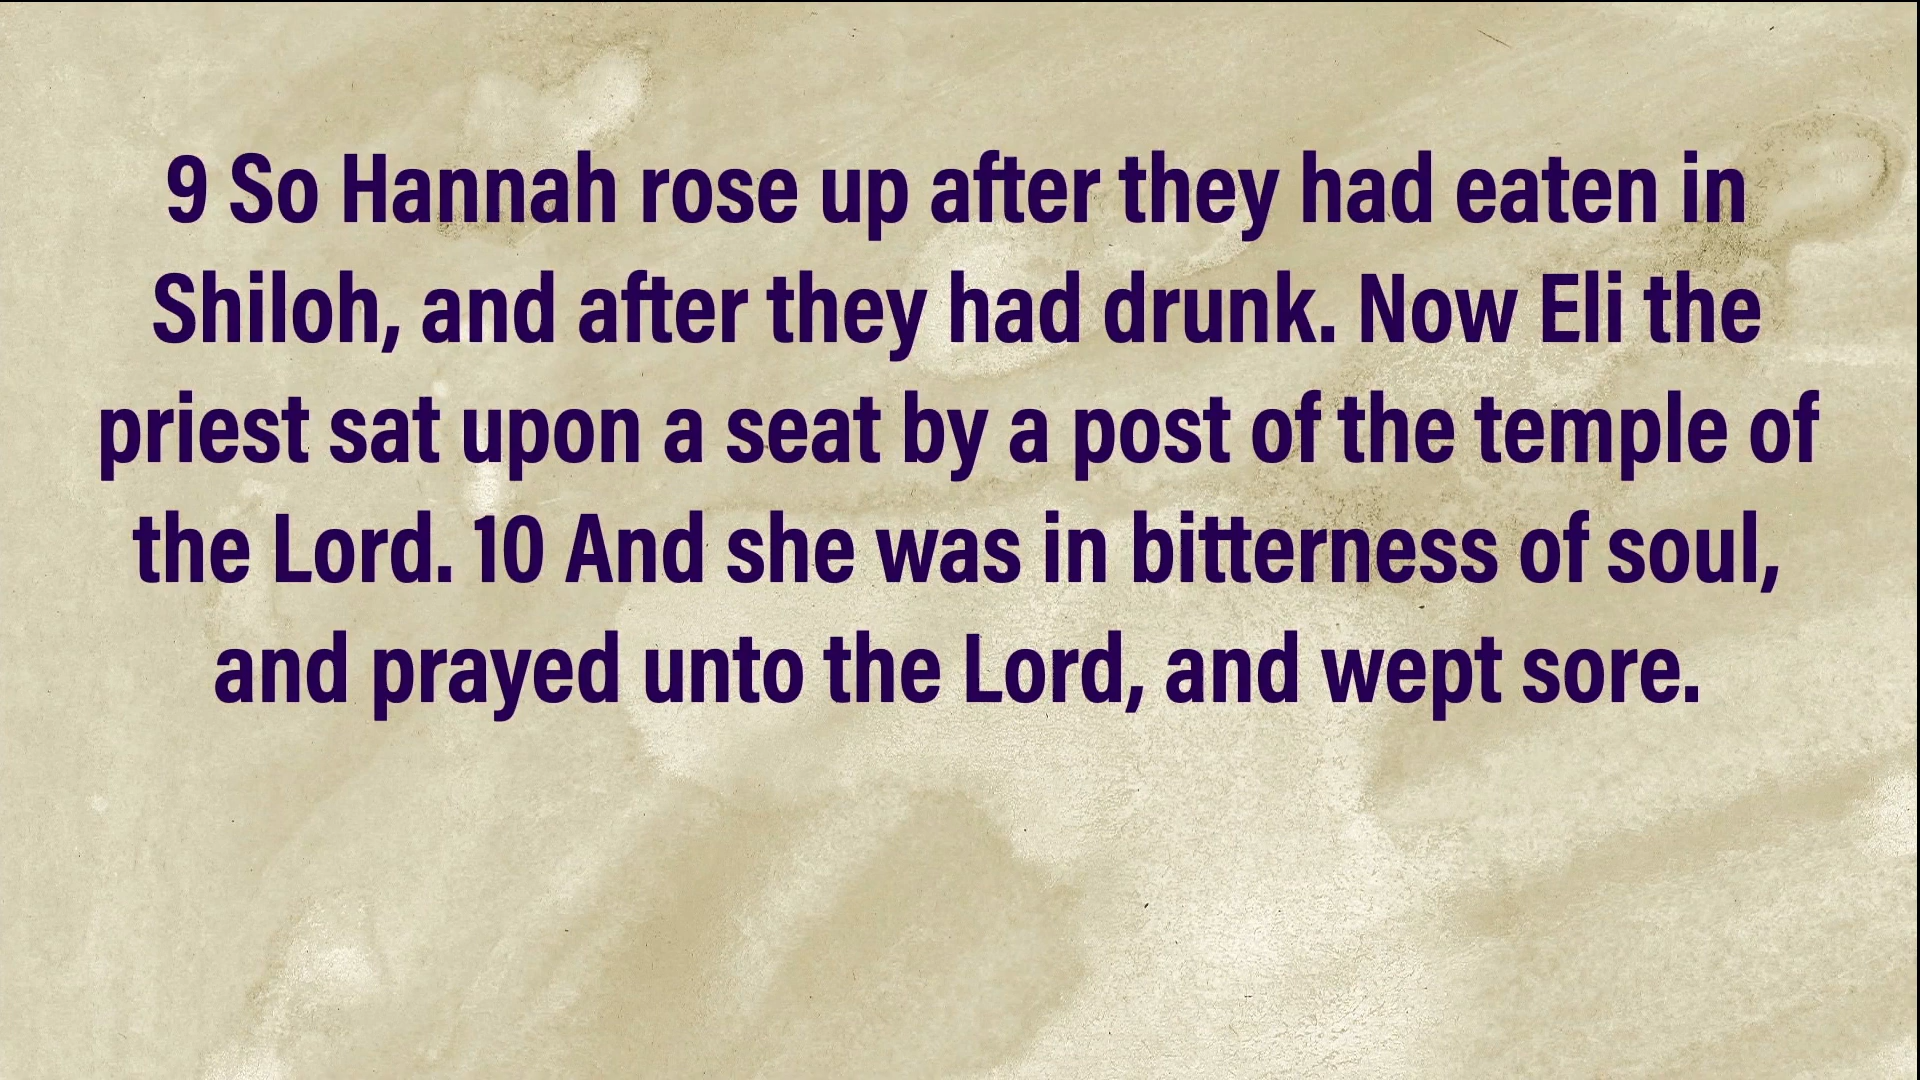 9 So Hannah rose up after they had eaten in
Shiloh, and after they had drunk. Now Eli the
priest sat upon a seat by a post of the temple of
the Lord. 10 And she was in bitterness of soul,
and prayed unto the Lord, and wept sore.